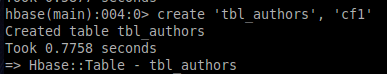 Took 0.5877 seconds
hbase(main):004:0> create 'tbl_authors', 'cf1'
Created table tbl_authors
Took 0.7758 seconds
=> Hbase::Table - tbl_authors